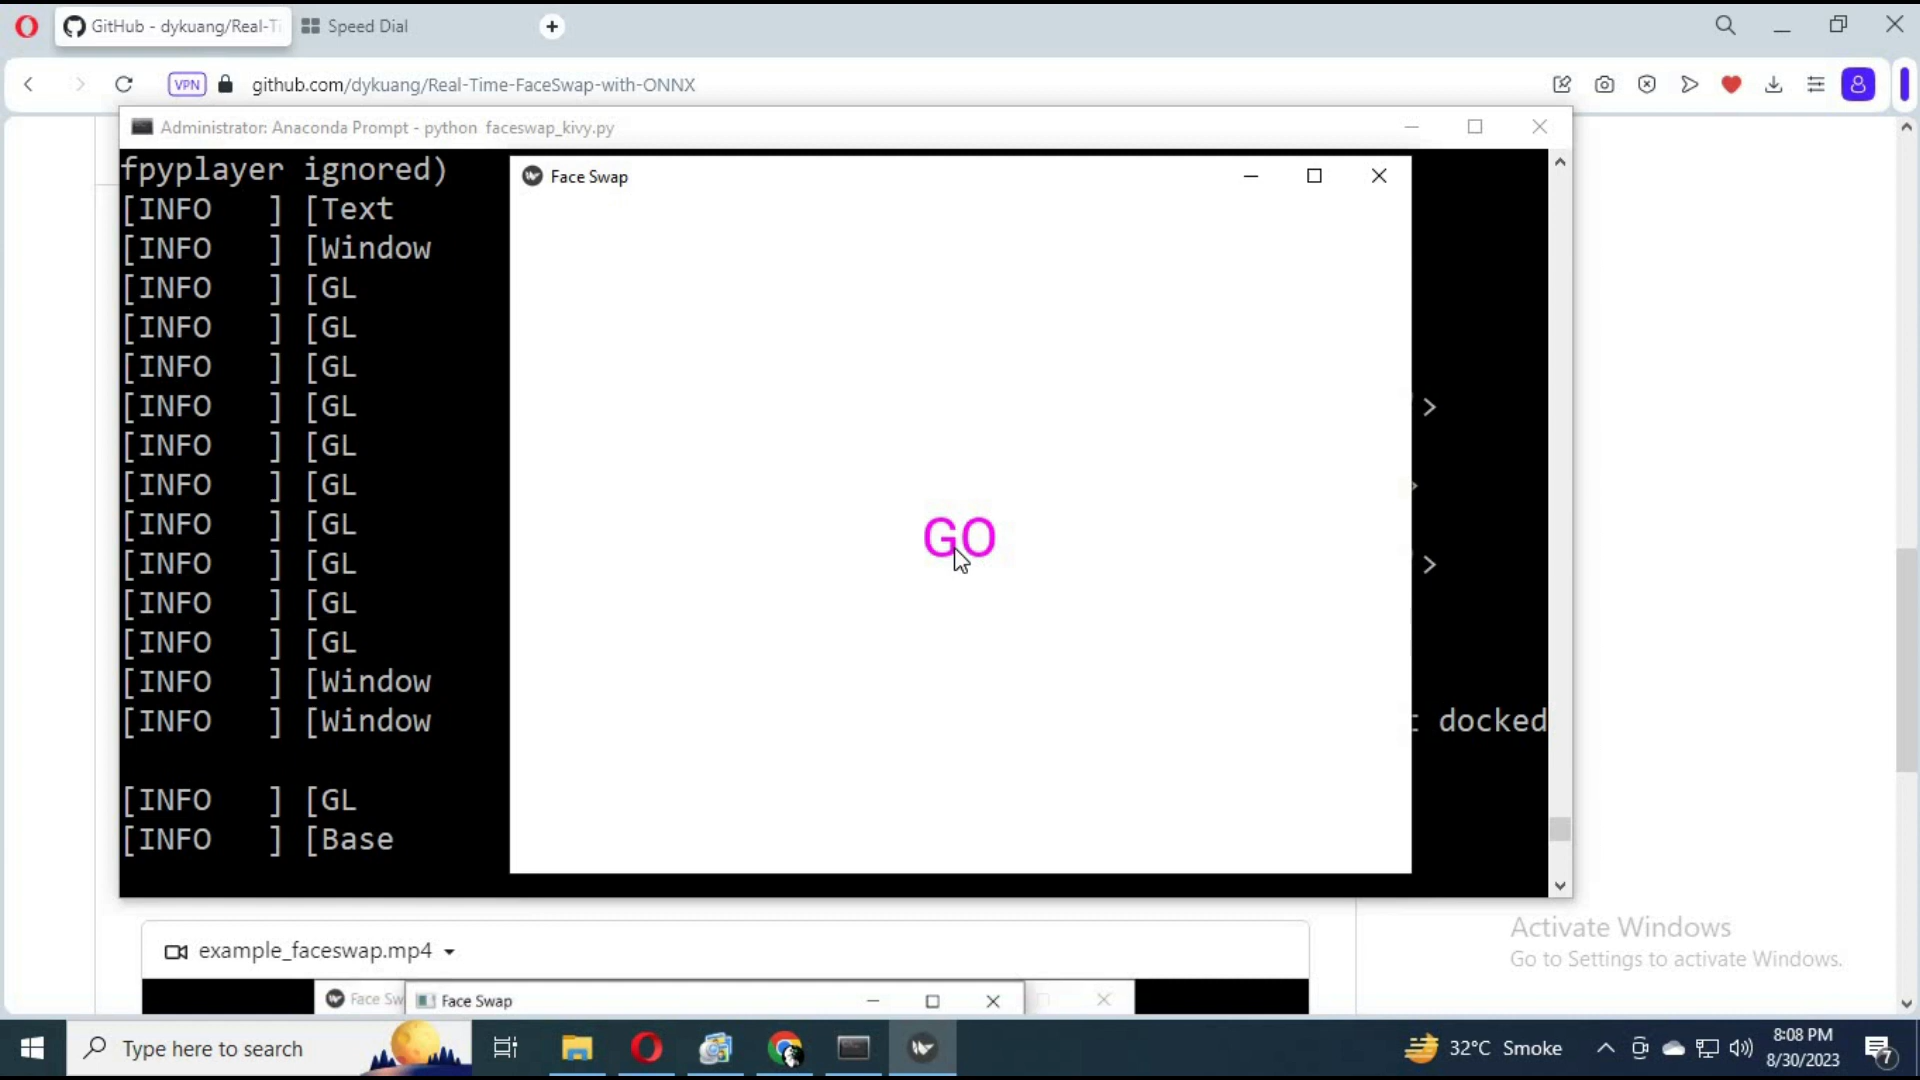 GitHub - dykuang/Real-Ti
Speed Dial
VPN
github.com/dykuang/Real-Time-FaceSwap-with-ONNX
Administrator: Anaconda Prompt - python faceswap_kivy.py
fpyplayer ignored)
[INFO   ] [Text
[INFO   ] [Window
[INFO   ] [GL
[INFO   ] [GL
[INFO   ] [GL
[INFO   ] [GL >
[INFO   ] [GL
[INFO   ] [GL >
[INFO   ] [GL
[INFO   ] [GL >
[INFO   ] [GL
[INFO   ] [GL
[INFO   ] [Window
[INFO   ] [Window docked
[INFO   ] [GL
[INFO   ] [Base
Face Swap
GO
example_faceswap.mp4
Face Sw
Face Swap
Activate Windows
Go to Settings to activate Windows.
Type here to search
32°C Smoke
8:08 PM
8/30/2023
7